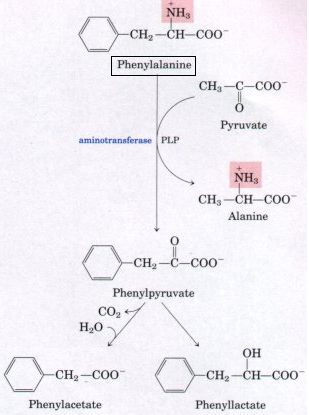 +
NH3
CH2—CH—COO−
Phenylalanine
CH3—C—COO−
O
Pyruvate
aminotransferase PLP
+
NH3
CH3—CH—COO−
Alanine
O
CH2—C—COO−
Phenylpyruvate
CO2
H2O
OH
CH2—COO−
CH2—CH—COO−
Phenylacetate
Phenyllactate